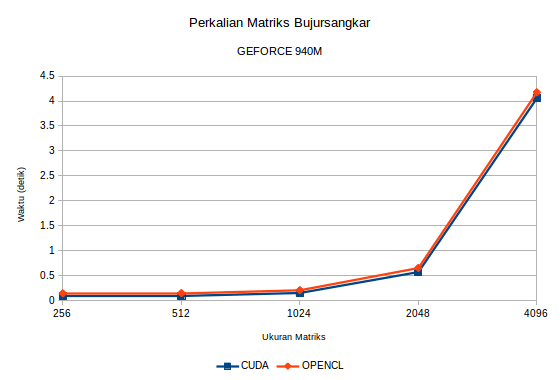 Perkalian Matriks Bujursangkar
GEFORCE 940M
Waktu (detik)
4.5
4
3.5
3
2.5
2
1.5
1
0.5
0
256 512 1024 2048 4096
Ukuran Matriks
CUDA OPENCL